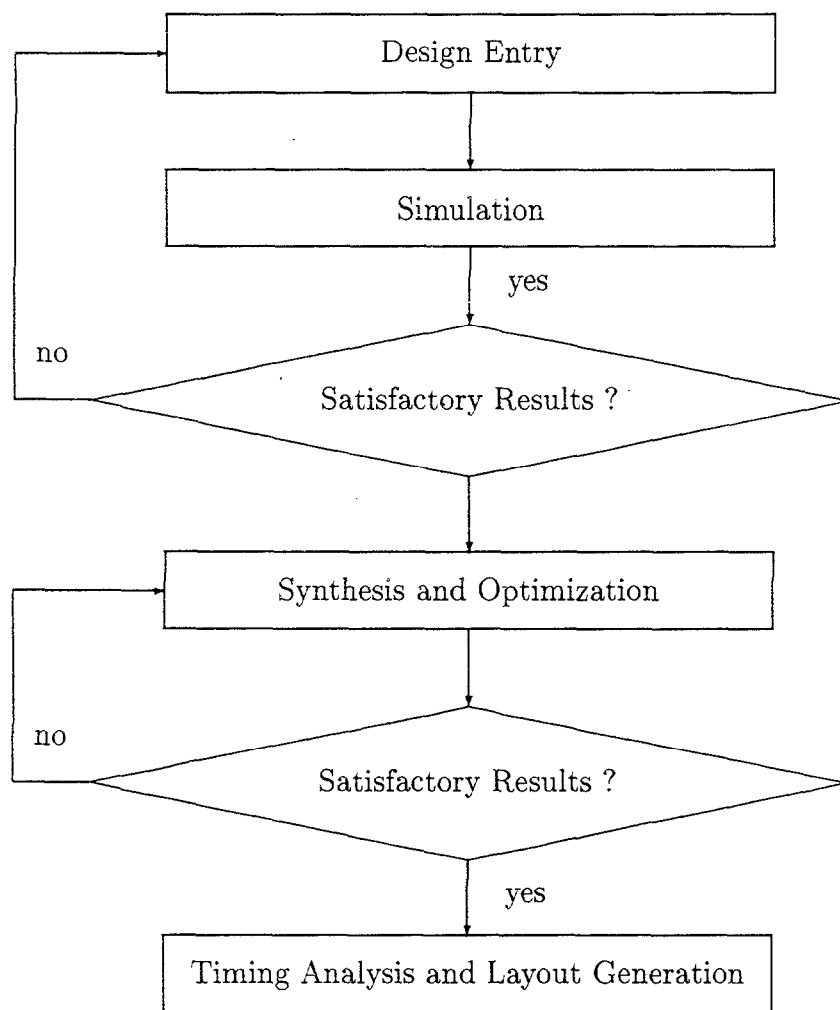 Design Entry
Simulation
yes
no
Satisfactory Results ?
Synthesis and Optimization
no
Satisfactory Results ?
yes
Timing Analysis and Layout Generation